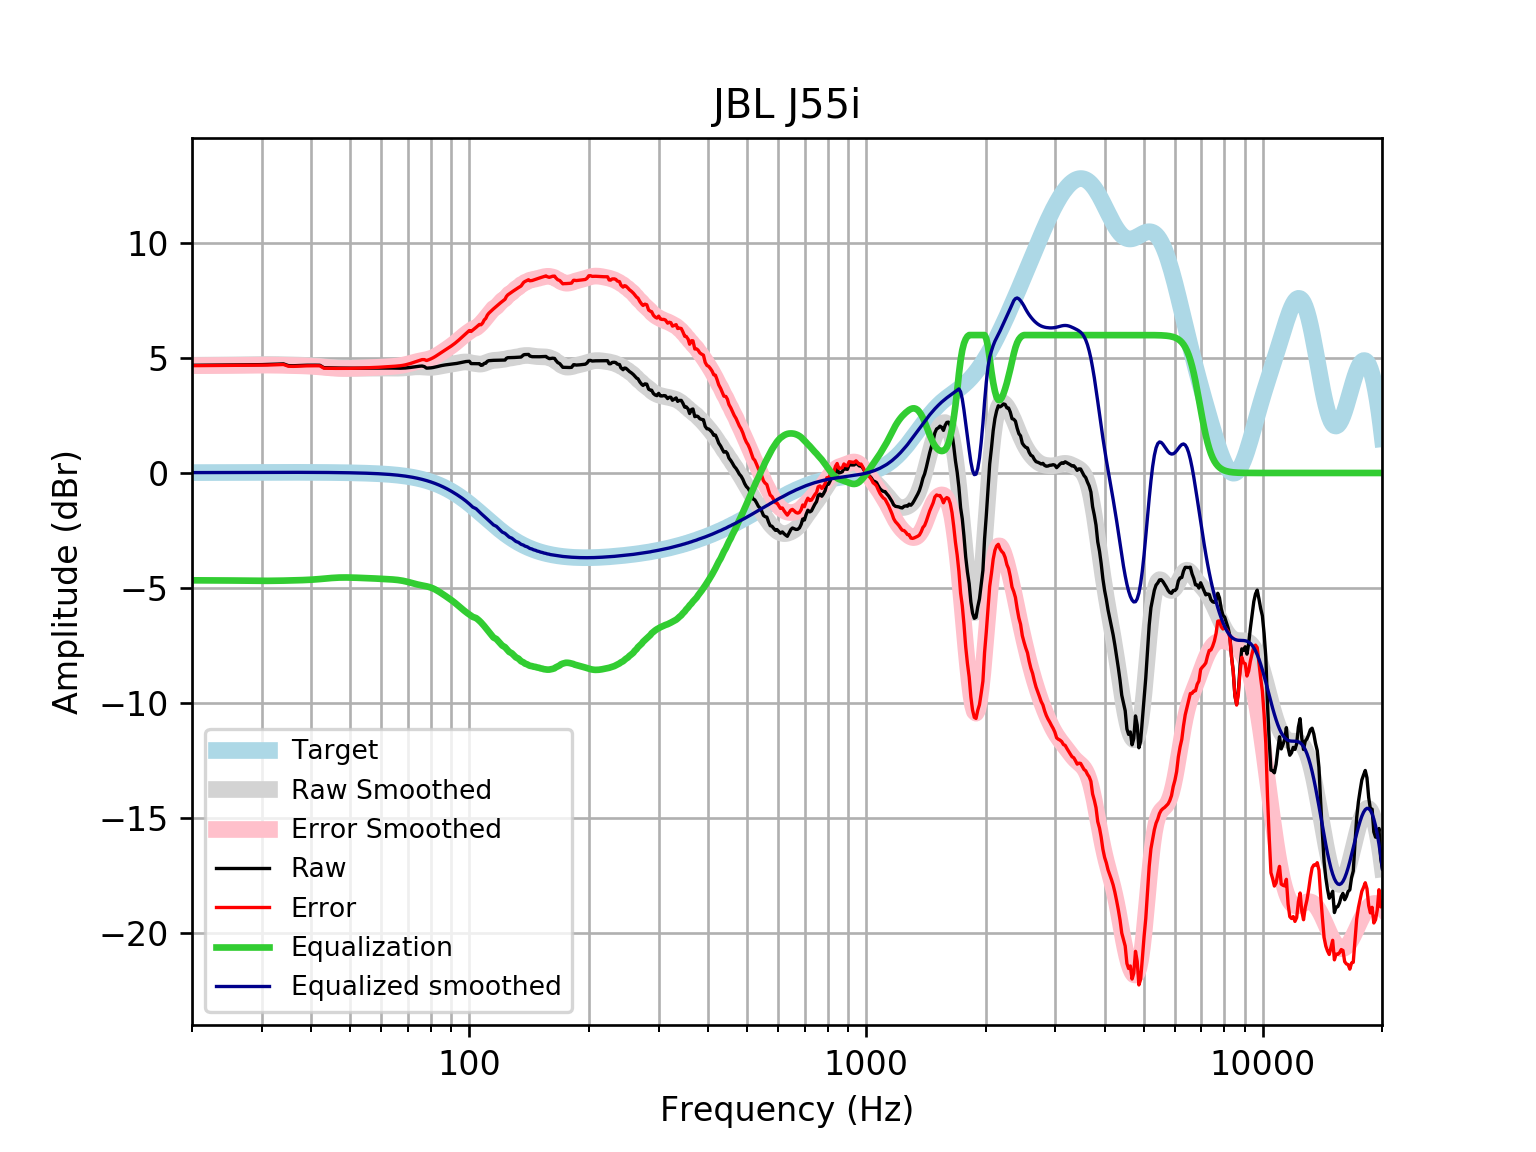 JBL J55i
Amplitude (dBr)
10
5
0
−5
−10
−15
−20
Target
Raw Smoothed
Error Smoothed
Raw
Error
Equalization
Equalized smoothed
100
1000
10000
Frequency (Hz)